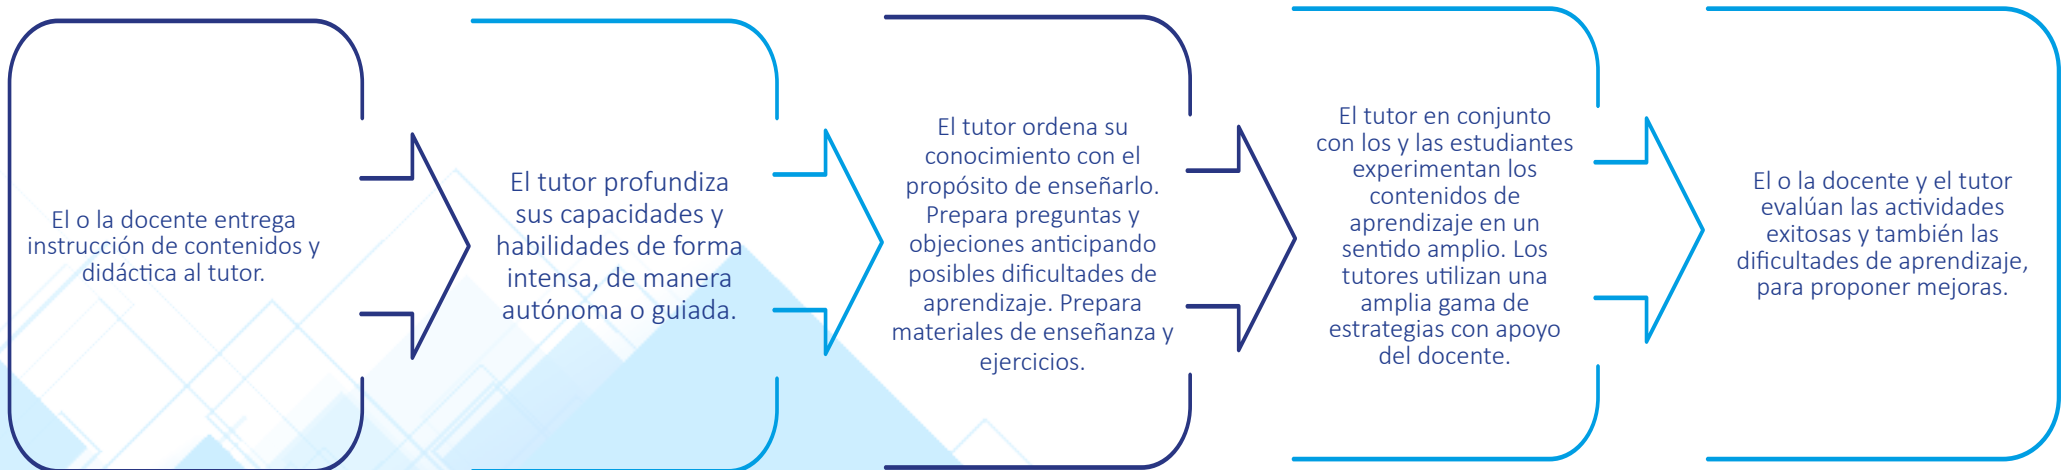 El o la docente entrega
instrucción de contenidos y
didáctica al tutor.
El tutor profundiza
sus capacidades y
habilidades de forma
intensa, de manera
autónoma o guiada.
El tutor ordena su
conocimiento con el
propósito de enseñarlo.
Prepara preguntas y
objeciones anticipando
posibles dificultades de
aprendizaje. Prepara
materiales de enseñanza y
ejercicios.
El tutor en conjunto
con los y las estudiantes
experimentan los
contenidos de
aprendizaje en un
sentido amplio. Los
tutores utilizan una
amplia gama de
estrategias con apoyo
del docente.
El o la docente y el tutor
evalúan las actividades
exitosas y también las
dificultades de aprendizaje,
para proponer mejoras.